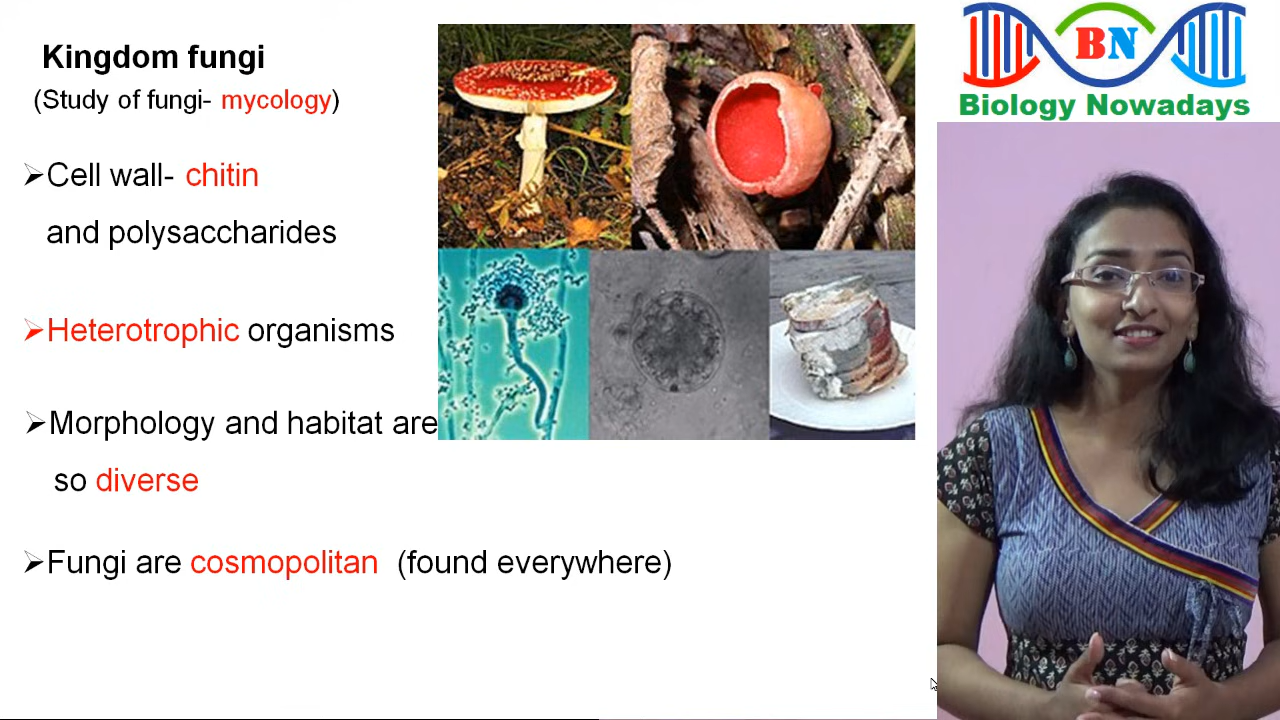 Kingdom fungi
(Study of fungi- mycology)
➢Cell wall- chitin
and polysaccharides
➢Heterotrophic organisms
➢Morphology and habitat are
so diverse
➢Fungi are cosmopolitan (found everywhere)
BN
Biology Nowadays